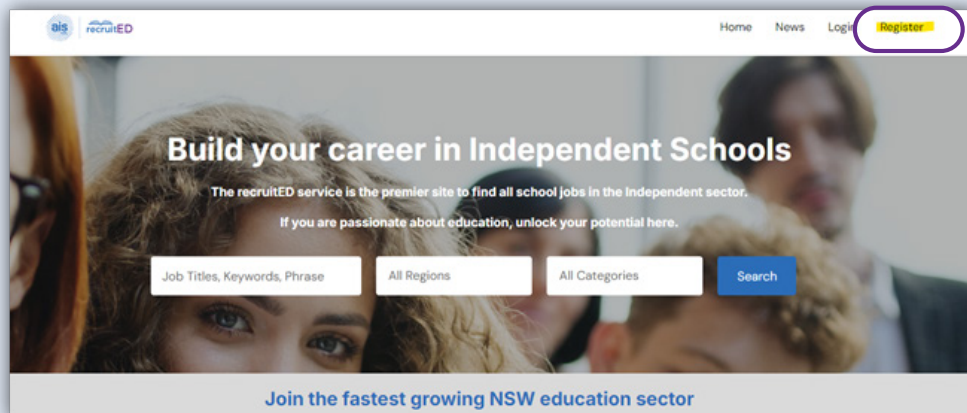 ais recruitED
Home News Login Register
Build your career in Independent Schools
The recruitED service is the premier site to find all school jobs in the Independent sector.
If you are passionate about education, unlock your potential here.
Job Titles, Keywords, Phrase All Regions All Categories Search
Join the fastest growing NSW education sector